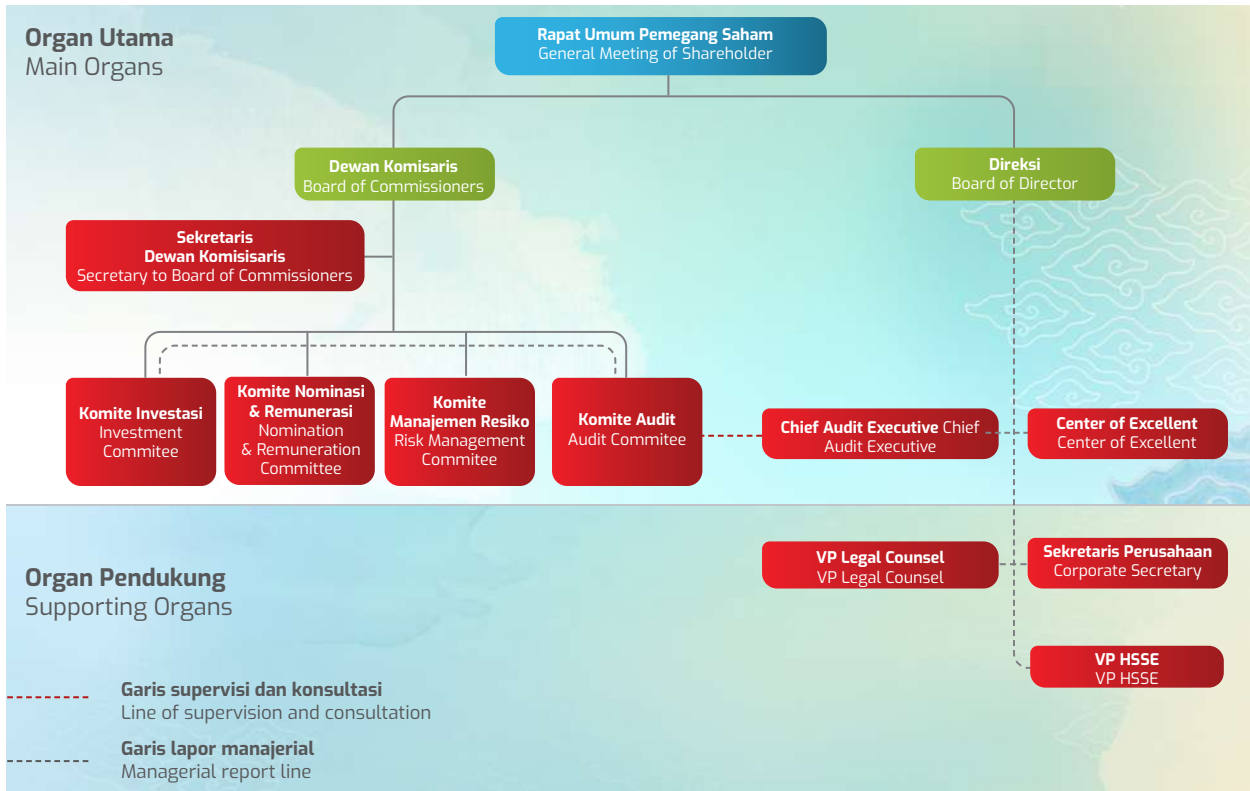 Organ Utama
Main Organs
Rapat Umum Pemegang Saham
General Meeting of Shareholder
Dewan Komisaris
Board of Commissioners
Direksi
Board of Director
Sekretaris
Dewan Komisisaris
Secretary to Board of Commissioners
Komite Investasi
Investment
Commitee
Komite Nominasi
& Remunerasi
Nomination
& Remuneration
Committee
Komite
Manajemen Resiko
Risk Management
Commitee
Komite Audit
Audit Commitee
Chief Audit Executive Chief
Audit Executive
Center of Excellent
Center of Excellent
Organ Pendukung
Supporting Organs
VP Legal Counsel
VP Legal Counsel
Sekretaris Perusahaan
Corporate Secretary
VP HSSE
VP HSSE
Garis supervisi dan konsultasi
Line of supervision and consultation
Garis lapor manajerial
Managerial report line